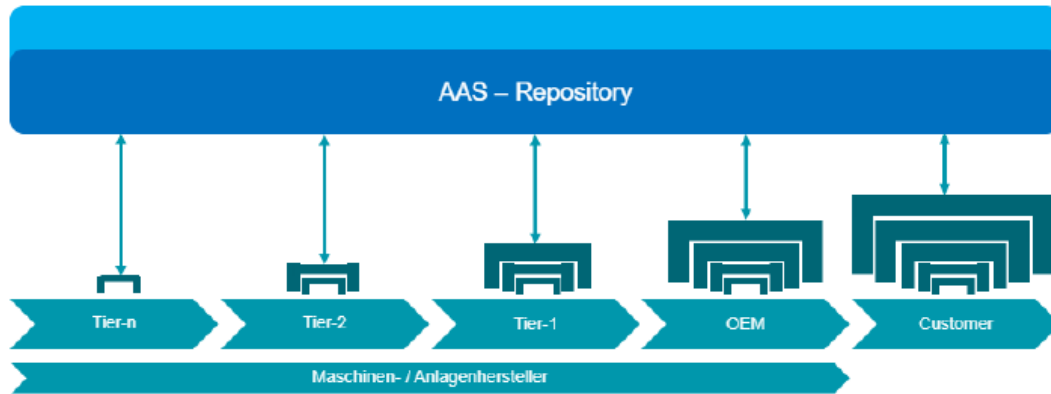 AAS – Repository
Tier-n
Tier-2
Tier-1
OEM
Customer
Maschinen- / Anlagenhersteller